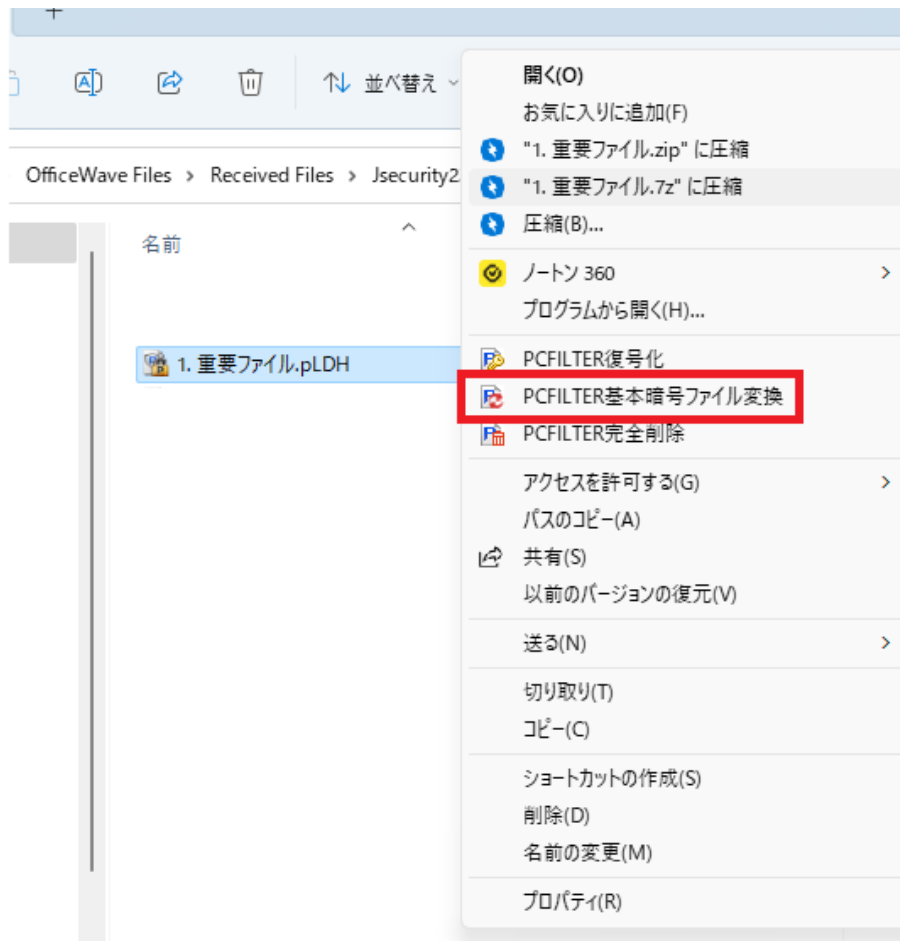 並べ替え
OfficeWave Files > Received Files > Jsecurity2
名前
1. 重要ファイル.pLDH
開く(O)
お気に入りに追加(F)
"1. 重要ファイル.zip" に圧縮
"1. 重要ファイル.7z" に圧縮
圧縮(B)...
ノートン 360
プログラムから開く(H)...
PCFILTER復号化
PCFILTER基本暗号ファイル変換
PCFILTER完全削除
アクセスを許可する(G)
パスのコピー(A)
共有(S)
以前のバージョンの復元(V)
送る(N)
切り取り(T)
コピー(C)
ショートカットの作成(S)
削除(D)
名前の変更(M)
プロパティ(R)